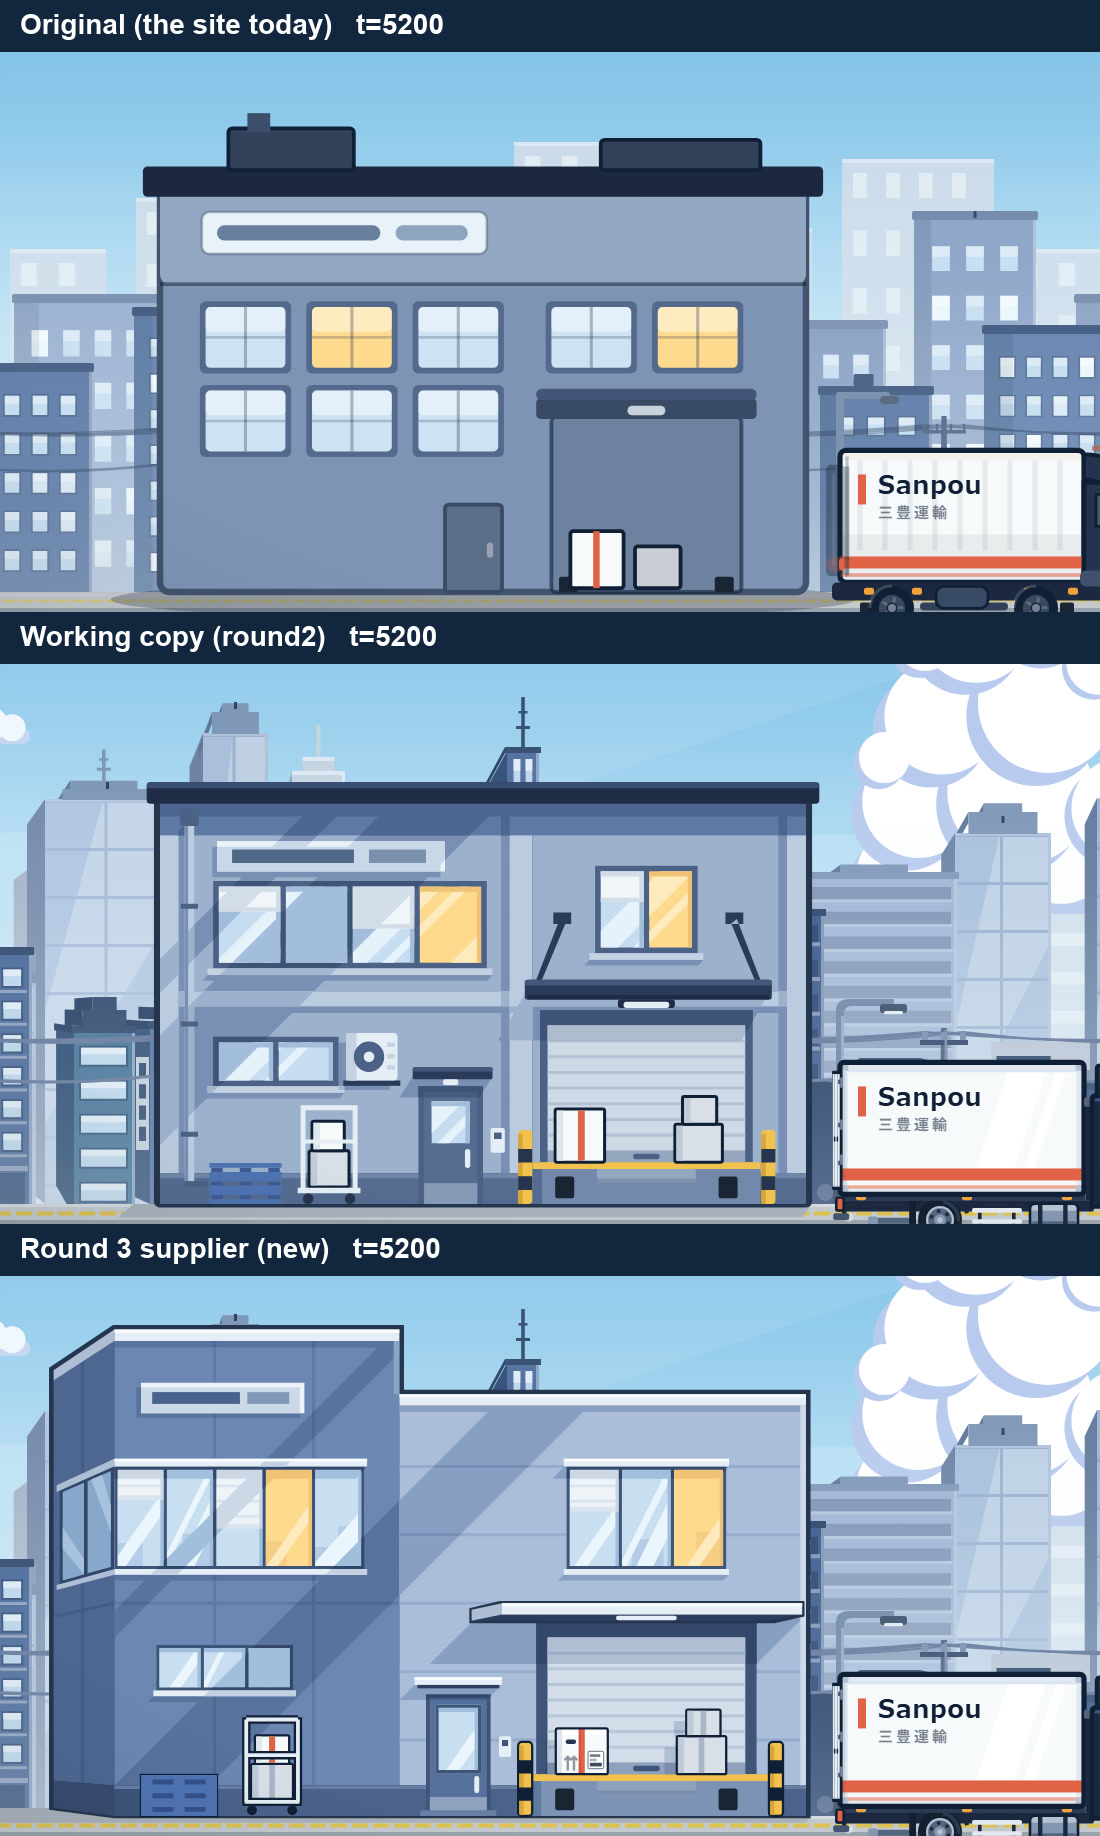 Original (the site today) t=5200
Sanpou
三豊運輸
Working copy (round2) t=5200
Sanpou
三豊運輸
Round 3 supplier (new) t=5200
Sanpou
三豊運輸